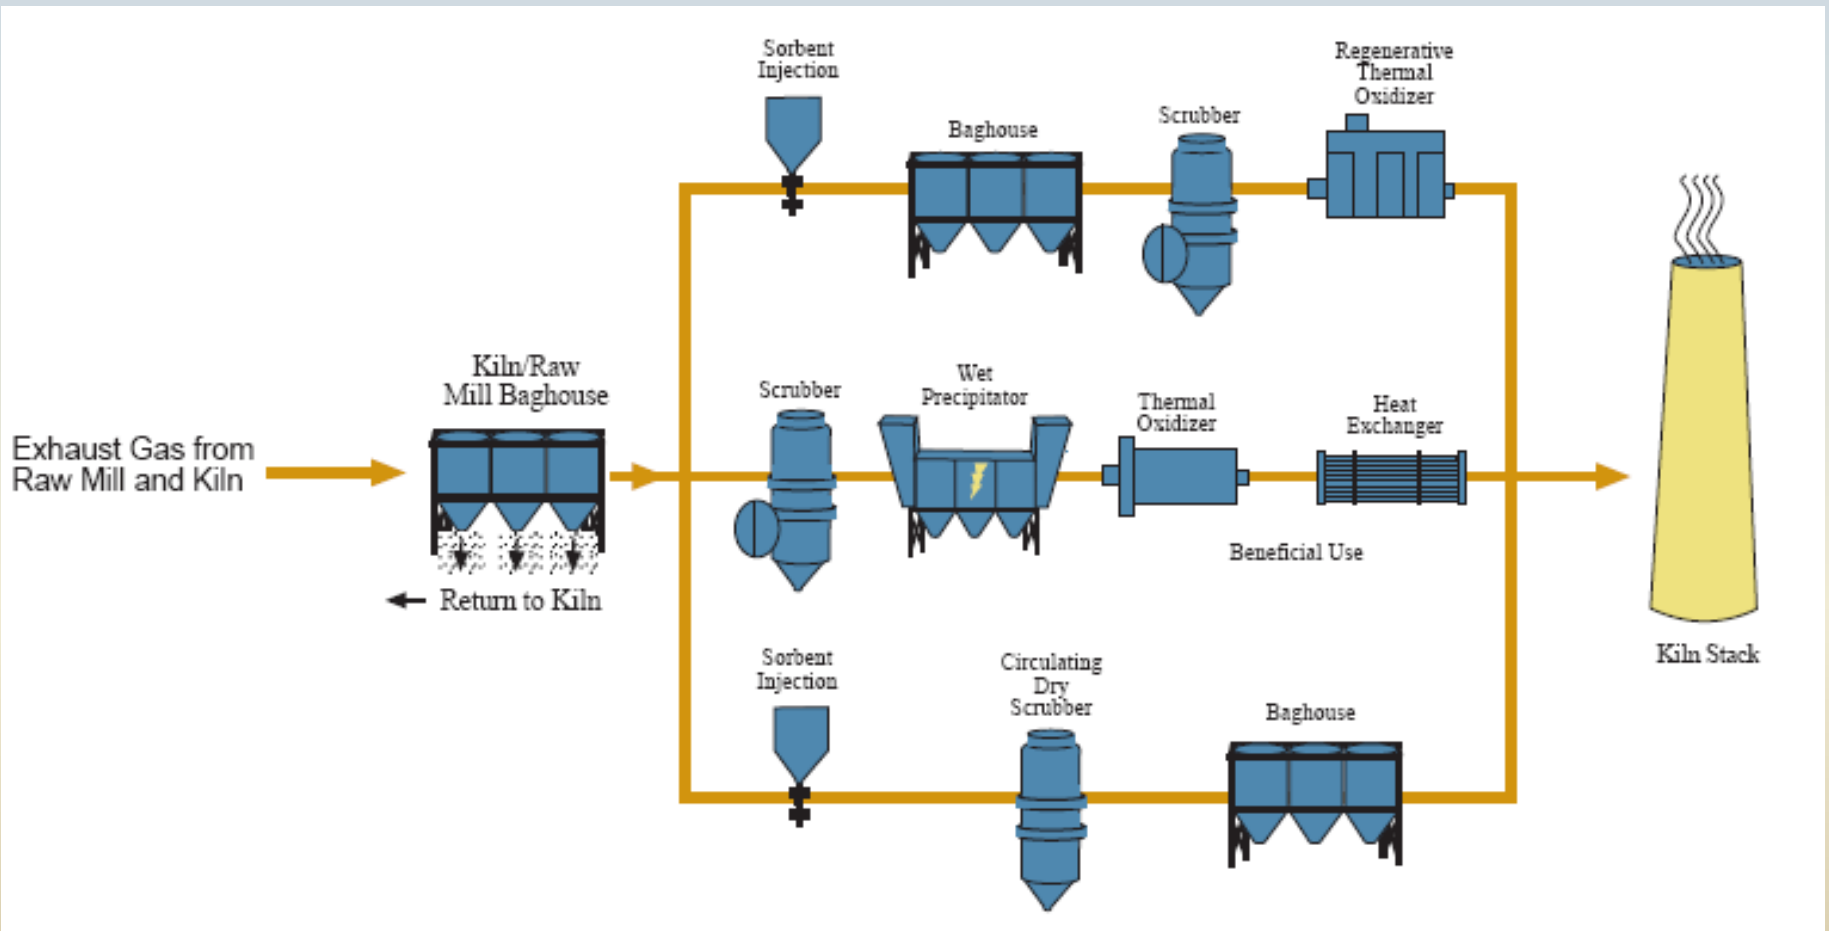 Sorbent
Injection
Baghouse
Scrubber
Regenerative
Thermal
Oxidizer
Kiln/Raw
Mill Baghouse
Exhaust Gas from
Raw Mill and Kiln
Return to Kiln
Scrubber
Wet
Precipitator
Thermal
Oxidizer
Heat
Exchanger
Beneficial Use
Kiln Stack
Sorbent
Injection
Circulating
Dry
Scrubber
Baghouse